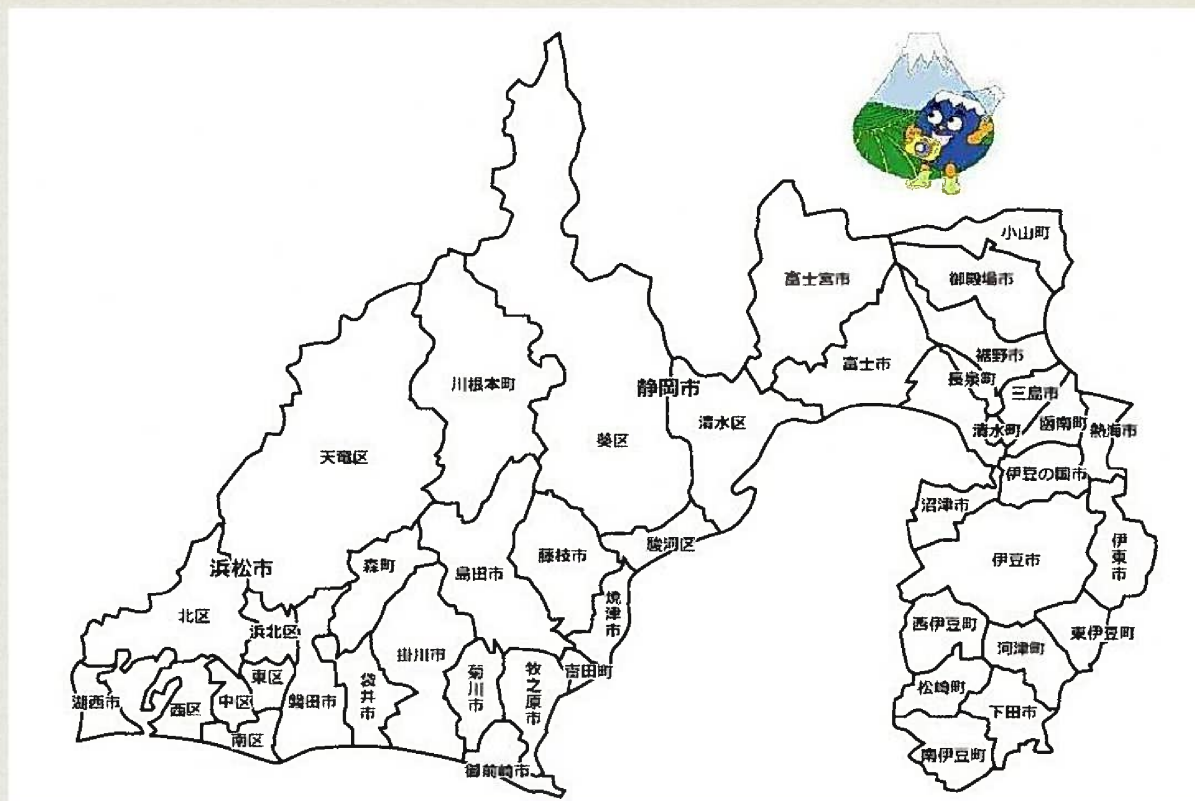 小山町
富士宮市
御殿場市
裾野市
富士市
長泉町
川根本町
静岡市
三島市
清水区
清水町
函南町
熱海市
葵区
天竜区
伊豆の国市
沼津市
駿河区
藤枝市
伊東市
伊豆市
森町
浜松市
島田市
焼津市
北区
浜北区
西伊豆町
東伊豆町
河津町
掛川市
吉田町
東区
菊川市
牧之原市
袋井市
松崎町
湖西市
西区
中区
磐田市
下田市
南区
南伊豆町
御前崎市